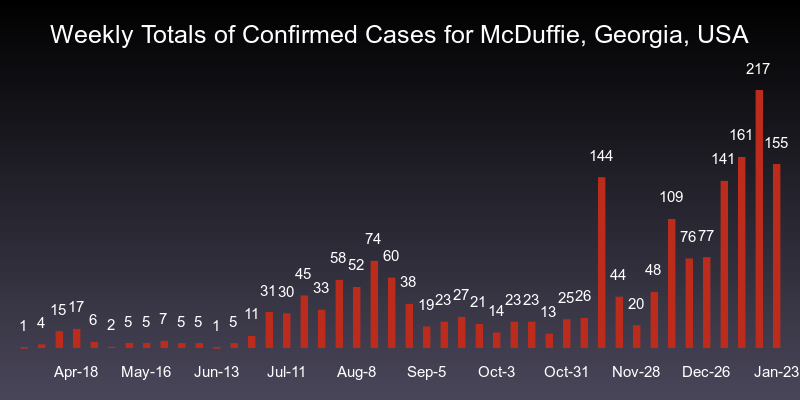 Weekly Totals of Confirmed Cases for McDuffie, Georgia, USA
1 4 15 17 6 2 5 5 7 5 5 1 5 11 31 30 45 33 58 52 74 60 38 19 23 27 21 14 23 23 13 25 26 144 44 20 48 109 76 77 141 161 217 155
Apr-18 May-16 Jun-13 Jul-11 Aug-8 Sep-5 Oct-3 Oct-31 Nov-28 Dec-26 Jan-23